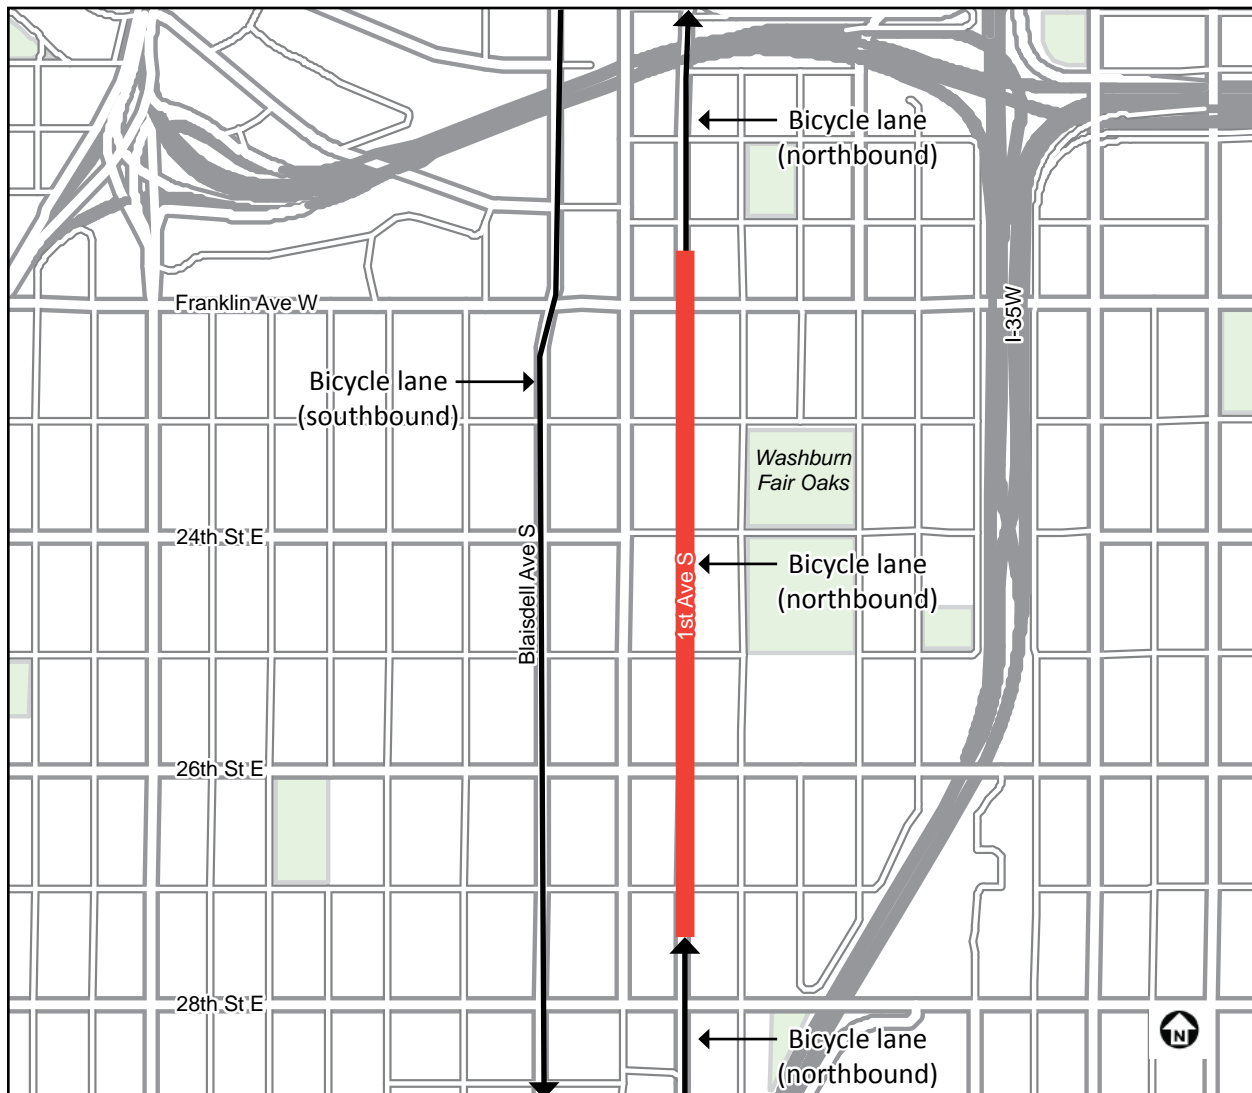 Bicycle lane
(northbound)
Franklin Ave W
I-35W
Bicycle lane
(southbound)
Washburn
Fair Oaks
24th St E
Blaisdell Ave S
1st Ave S
Bicycle lane
(northbound)
26th St E
28th St E
N
Bicycle lane
(northbound)